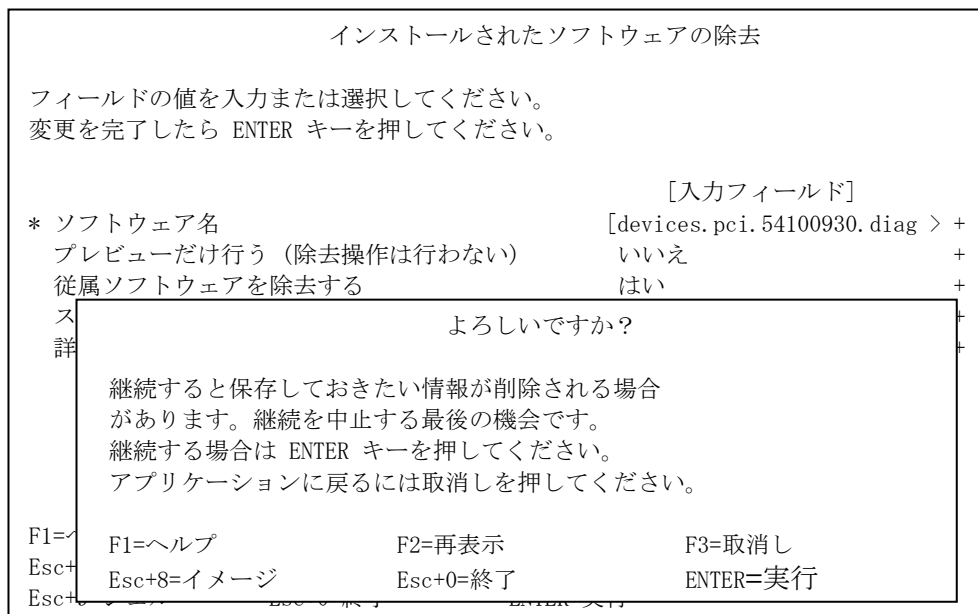 インストールされたソフトウェアの除去
フィールドの値を入力または選択してください。
変更を完了したら ENTER キーを押してください。
[入力フィールド]
* ソフトウェア名 [devices.pci.54100930.diag > +
プレビューだけ行う (除去操作は行わない) いいえ +
従属ソフトウェアを除去する はい +
ス +
詳 +
よろしいですか？
継続すると保存しておきたい情報が削除される場合
があります。継続を中止する最後の機会です。
継続する場合は ENTER キーを押してください。
アプリケーションに戻るには取消しを押してください。
F1=ヘルプ F2=再表示 F3=取消し
Esc+8=イメージ Esc+0=終了 ENTER=実行
F1=
Esc+
Esc+